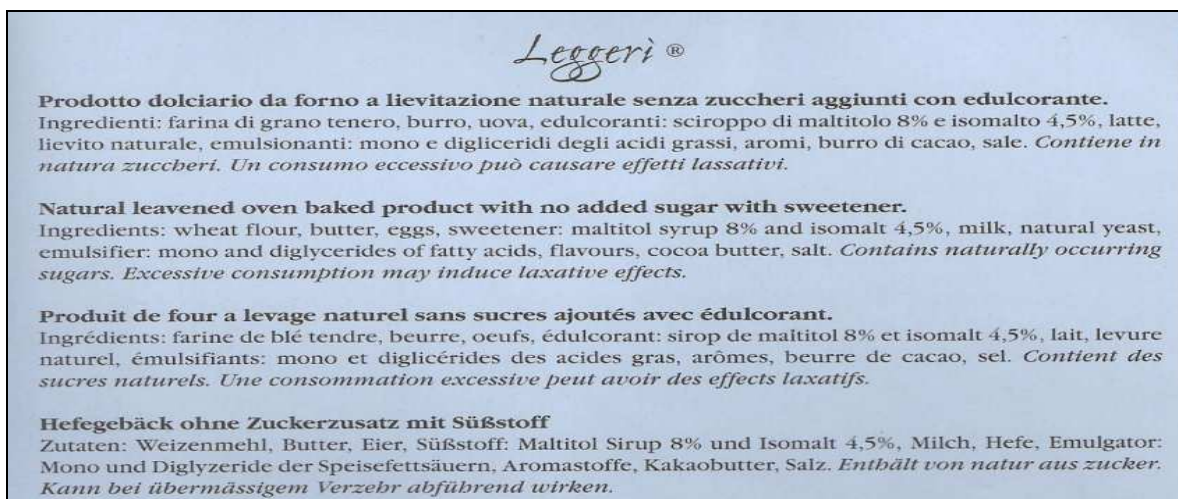 Leggerì ®
Prodotto dolciario da forno a lievitazione naturale senza zuccheri aggiunti con edulcorante.
Ingredienti: farina di grano tenero, burro, uova, edulcoranti: sciroppo di maltitolo 8% e isomalto 4,5%, latte,
lievito naturale, emulsionanti: mono e digliceridi degli acidi grassi, aromi, burro di cacao, sale. Contiene in
natura zuccheri. Un consumo eccessivo può causare effetti lassativi.
Natural leavened oven baked product with no added sugar with sweetener.
Ingredients: wheat flour, butter, eggs, sweetener: maltitol syrup 8% and isomalt 4,5%, milk, natural yeast,
emulsifier: mono and diglycerides of fatty acids, flavours, cocoa butter, salt. Contains naturally occurring
sugars. Excessive consumption may induce laxative effects.
Produit de four a levage naturel sans sucres ajoutés avec édulcorant.
Ingrédients: farine de blé tendre, beurre, oeufs, édulcorant: sirop de maltitol 8% et isomalt 4,5%, lait, levure
naturel, émulsifiants: mono et diglicérides des acides gras, arômes, beurre de cacao, sel. Contient des
sucres naturels. Une consommation excessive peut avoir des effects laxatifs.
Hefegebäck ohne Zuckerzusatz mit Süßstoff
Zutaten: Weizenmehl, Butter, Eier, Süßstoff: Maltitol Sirup 8% und Isomalt 4,5%, Milch, Hefe, Emulgator:
Mono und Diglyzeride der Speisefettsäuern, Aromastoffe, Kakaobutter, Salz. Enthält von natur aus zucker.
Kann bei übermässigem Verzehr abführend wirken.